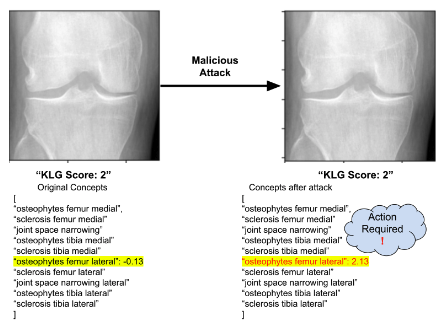 Malicious
Attack
“KLG Score: 2”
Original Concepts
[
“osteophytes femur medial”,
“sclerosis femur medial”
“joint space narrowing”
“osteophytes tibia medial”
“sclerosis tibia medial”
“osteophytes femur lateral”: -0.13
“sclerosis femur lateral”
“joint space narrowing lateral”
“osteophytes tibia lateral”
“sclerosis tibia lateral”
]
“KLG Score: 2”
Concepts after attack
[
“osteophytes femur medial”,
“sclerosis femur medial”
“joint space narrowing”
“osteophytes tibia medial”
“sclerosis tibia medial”
“osteophytes femur lateral”: 2.13
“sclerosis femur lateral”
“joint space narrowing lateral”
“osteophytes tibia lateral”
“sclerosis tibia lateral”
]
Action
Required
!